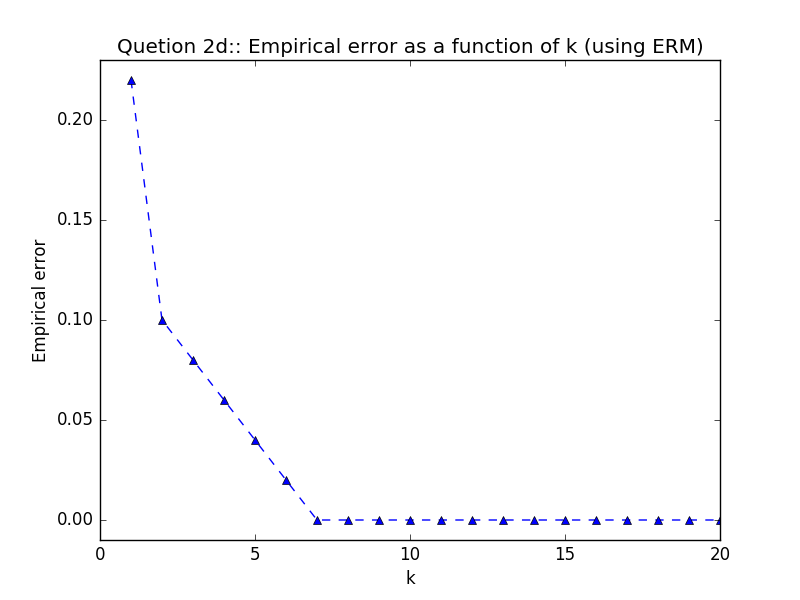 Quetion 2d:: Empirical error as a function of k (using ERM)
0.20
0.15
0.10
0.05
0.00
Empirical error
0 5 10 15 20
k